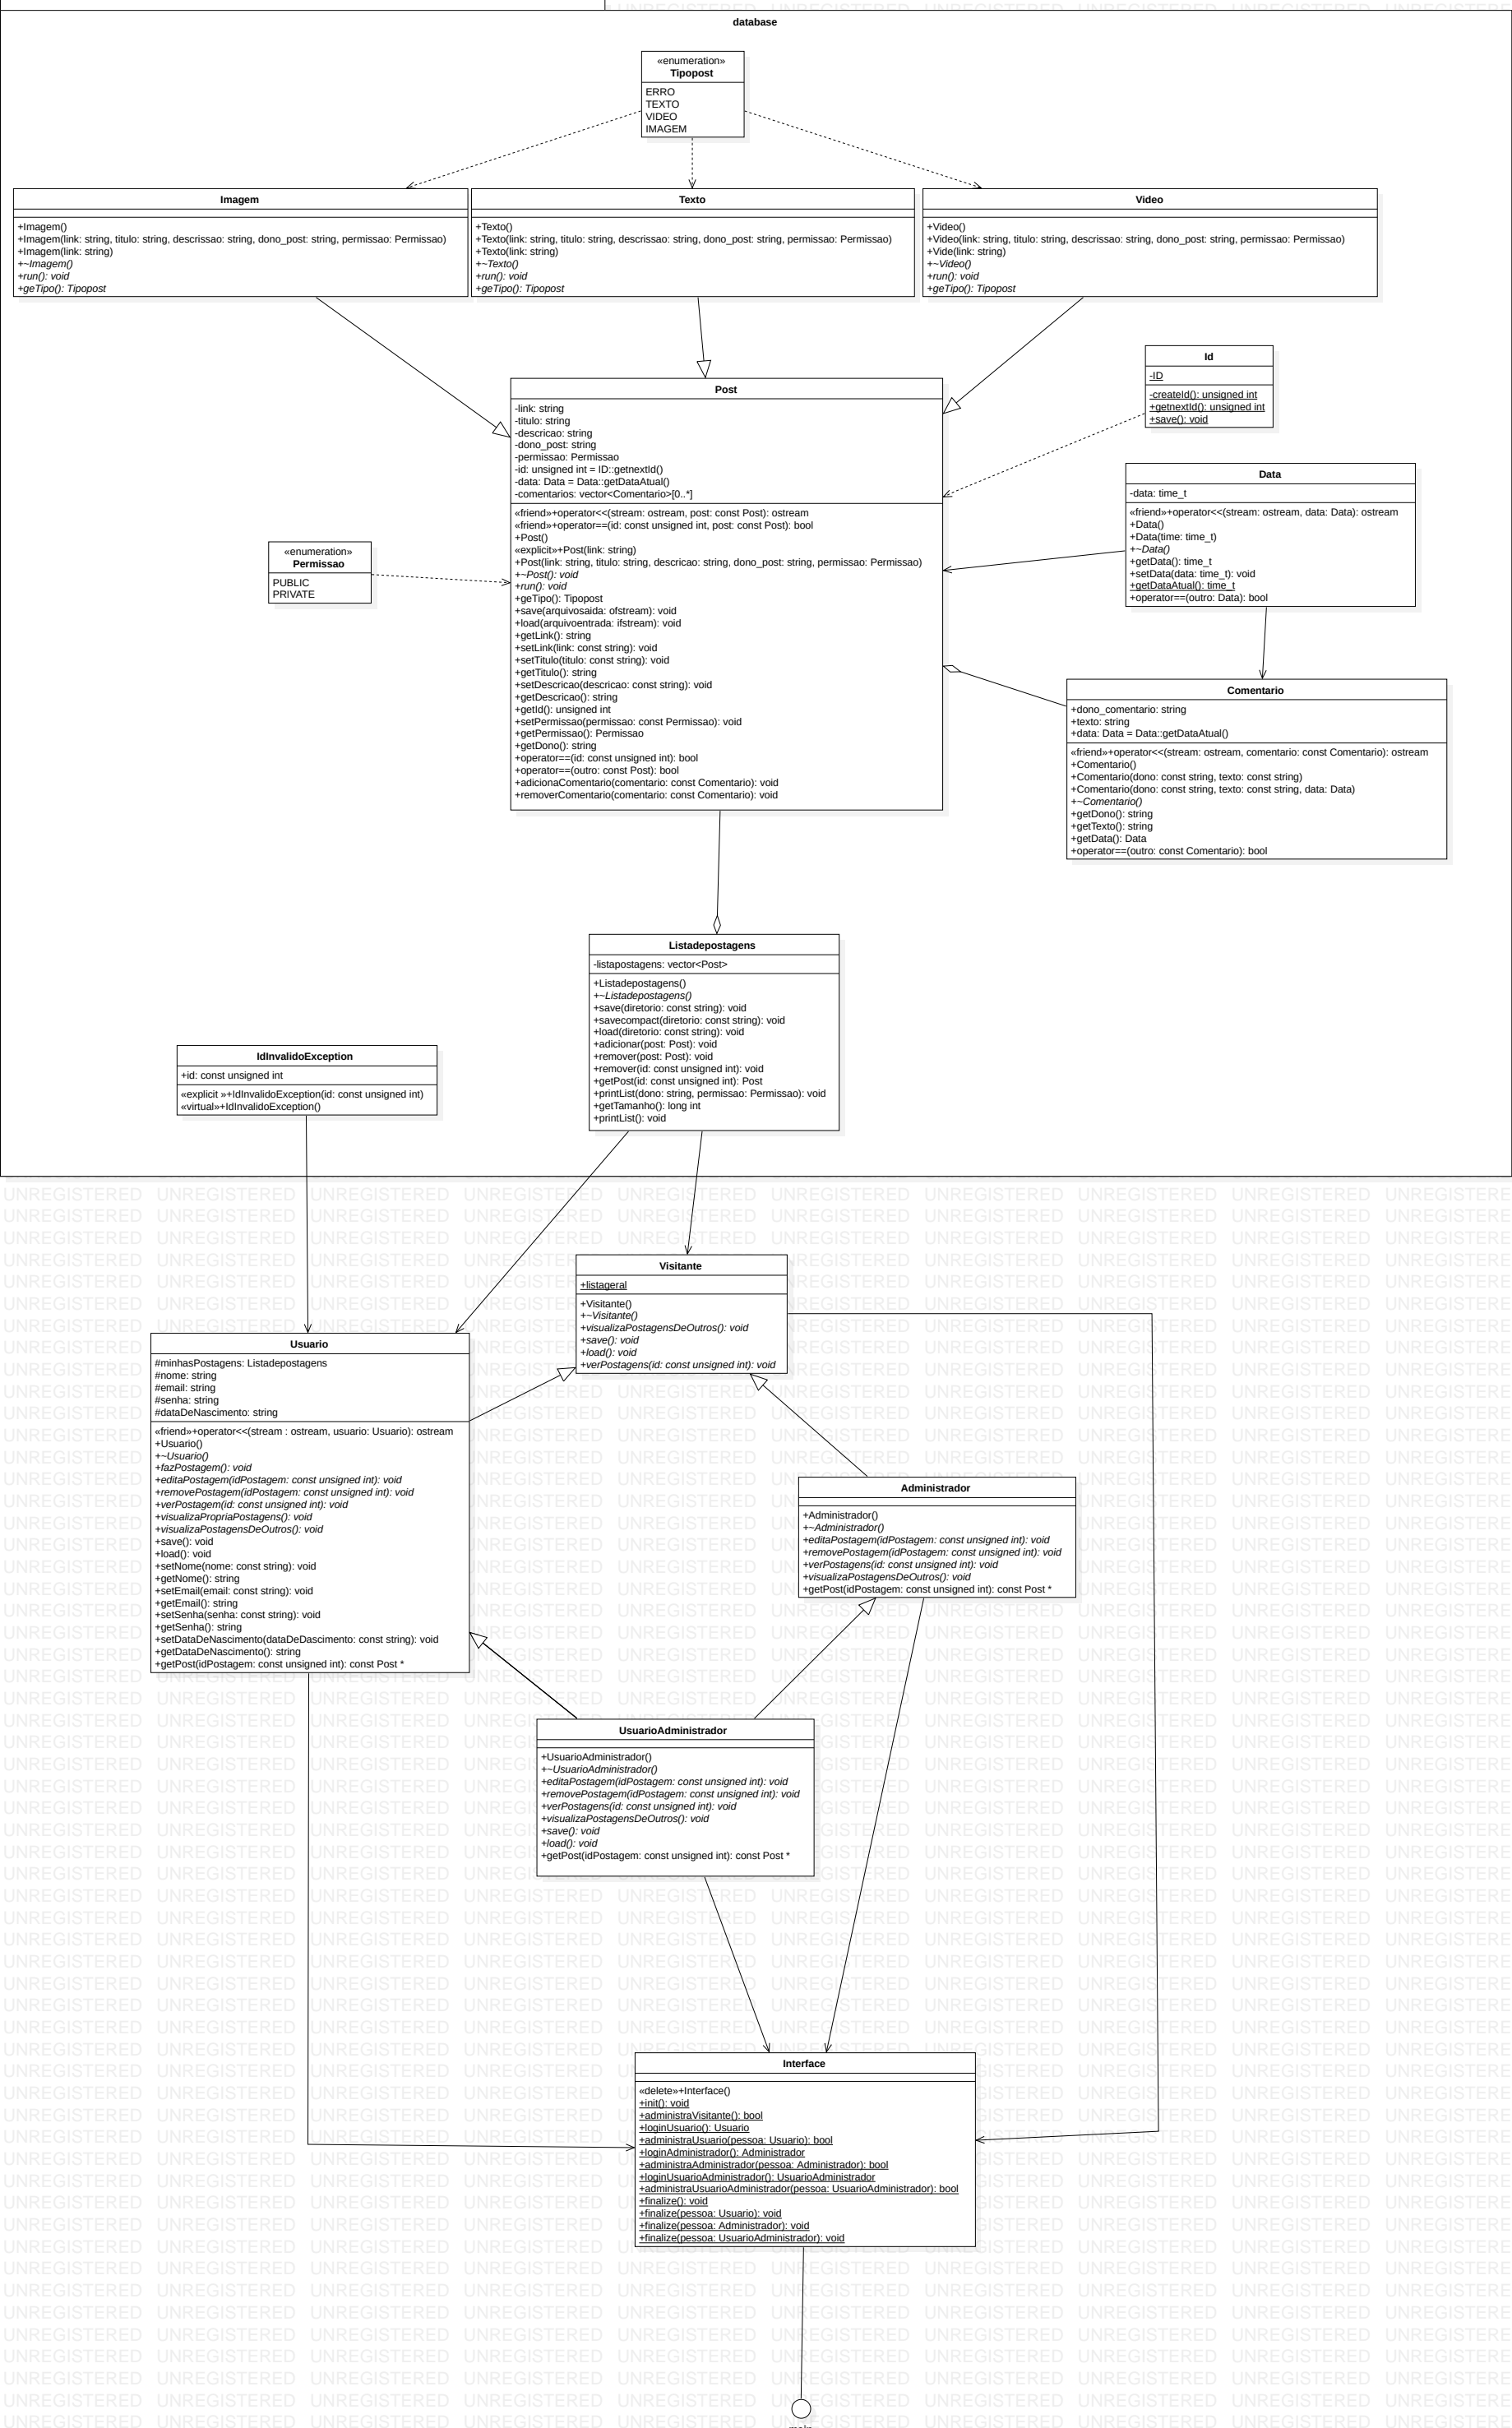 database
«enumeration»
Tipopost
ERRO
TEXTO
VIDEO
IMAGEM
Imagem
+Imagem()
+Imagem(link: string, titulo: string, descrissao: string, dono_post: string, permissao: Permissao)
+Imagem(link: string)
+~Imagem()
+run(): void
+geTipo(): Tipopost
Texto
+Texto()
+Texto(link: string, titulo: string, descrissao: string, dono_post: string, permissao: Permissao)
+Texto(link: string)
+~Texto()
+run(): void
+geTipo(): Tipopost
Video
+Video()
+Video(link: string, titulo: string, descrissao: string, dono_post: string, permissao: Permissao)
+Vide(link: string)
+~Video()
+run(): void
+geTipo(): Tipopost
Id
-ID
-createId(): unsigned int
+getnextId(): unsigned int
+save(): void
Post
-link: string
-titulo: string
-descricao: string
-dono_post: string
-permissao: Permissao
-id: unsigned int = ID::getnextId()
-data: Data = Data::getDataAtual()
-comentarios: vector<Comentario>[0..*]
«friend»+operator<<(stream: ostream, post: const Post): ostream
«friend»+operator==(id: const unsigned int, post: const Post): bool
+Post()
«explicit»+Post(link: string)
+Post(link: string, titulo: string, descricao: string, dono_post: string, permissao: Permissao)
+~Post(): void
+run(): void
+geTipo(): Tipopost
+save(arquivosaida: ofstream): void
+load(arquivoentrada: ifstream): void
+getLink(): string
+setLink(link: const string): void
+setTitulo(titulo: const string): void
+getTitulo(): string
+setDescricao(descricao: const string): void
+getDescricao(): string
+getId(): unsigned int
+setPermissao(permissao: const Permissao): void
+getPermissao(): Permissao
+getDono(): string
+operator==(id: const unsigned int): bool
+operator==(outro: const Post): bool
+adicionaComentario(comentario: const Comentario): void
+removerComentario(comentario: const Comentario): void
Data
-data: time_t
«friend»+operator<<(stream: ostream, data: Data): ostream
+Data()
+Data(time: time_t)
+~Data()
+getData(): time_t
+setData(data: time_t): void
+getDataAtual(): time_t
+operator==(outro: Data): bool
«enumeration»
Permissao
PUBLIC
PRIVATE
Comentario
+dono_comentario: string
+texto: string
+data: Data = Data::getDataAtual()
«friend»+operator<<(stream: ostream, comentario: const Comentario): ostream
+Comentario()
+Comentario(dono: const string, texto: const string)
+Comentario(dono: const string, texto: const string, data: Data)
+~Comentario()
+getDono(): string
+getTexto(): string
+getData(): Data
+operator==(outro: const Comentario): bool
Listadepostagens
-listapostagens: vector<Post>
+Listadepostagens()
+~Listadepostagens()
+save(diretorio: const string): void
+savecompact(diretorio: const string): void
+load(diretorio: const string): void
+adicionar(post: Post): void
+remover(post: Post): void
+remover(id: const unsigned int): void
+getPost(id: const unsigned int): Post
+printList(dono: string, permissao: Permissao): void
+getTamanho(): long int
+printList(): void
IdInvalidoException
+id: const unsigned int
«explicit »+IdInvalidoException(id: const unsigned int)
«virtual»+IdInvalidoException()
Visitante
+listageral
+Visitante()
+~Visitante()
+visualizaPostagensDeOutros(): void
+save(): void
+load(): void
+verPostagens(id: const unsigned int): void
Usuario
#minhasPostagens: Listadepostagens
#nome: string
#email: string
#senha: string
#dataDeNascimento: string
«friend»+operator<<(stream : ostream, usuario: Usuario): ostream
+Usuario()
+~Usuario()
+fazPostagem(): void
+editaPostagem(idPostagem: const unsigned int): void
+removePostagem(idPostagem: const unsigned int): void
+verPostagem(id: const unsigned int): void
+visualizaPropriaPostagens(): void
+visualizaPostagensDeOutros(): void
+save(): void
+load(): void
+setNome(nome: const string): void
+getNome(): string
+setEmail(email: const string): void
+getEmail(): string
+setSenha(senha: const string): void
+getSenha(): string
+setDataDeNascimento(dataDeDascimento: const string): void
+getDataDeNascimento(): string
+getPost(idPostagem: const unsigned int): const Post *
Administrador
+Administrador()
+~Administrador()
+editaPostagem(idPostagem: const unsigned int): void
+removePostagem(idPostagem: const unsigned int): void
+verPostagens(id: const unsigned int): void
+visualizaPostagensDeOutros(): void
+getPost(idPostagem: const unsigned int): const Post *
UsuarioAdministrador
+UsuarioAdministrador()
+~UsuarioAdministrador()
+editaPostagem(idPostagem: const unsigned int): void
+removePostagem(idPostagem: const unsigned int): void
+verPostagens(id: const unsigned int): void
+visualizaPostagensDeOutros(): void
+save(): void
+load(): void
+getPost(idPostagem: const unsigned int): const Post *
Interface
«delete»+Interface()
+init(): void
+administraVisitante(): bool
+loginUsuario(): Usuario
+administraUsuario(pessoa: Usuario): bool
+loginAdministrador(): Administrador
+administraAdministrador(pessoa: Administrador): bool
+loginUsuarioAdministrador(): UsuarioAdministrador
+administraUsuarioAdministrador(pessoa: UsuarioAdministrador): bool
+finalize(): void
+finalize(pessoa: Usuario): void
+finalize(pessoa: Administrador): void
+finalize(pessoa: UsuarioAdministrador): void
UNREGISTERED